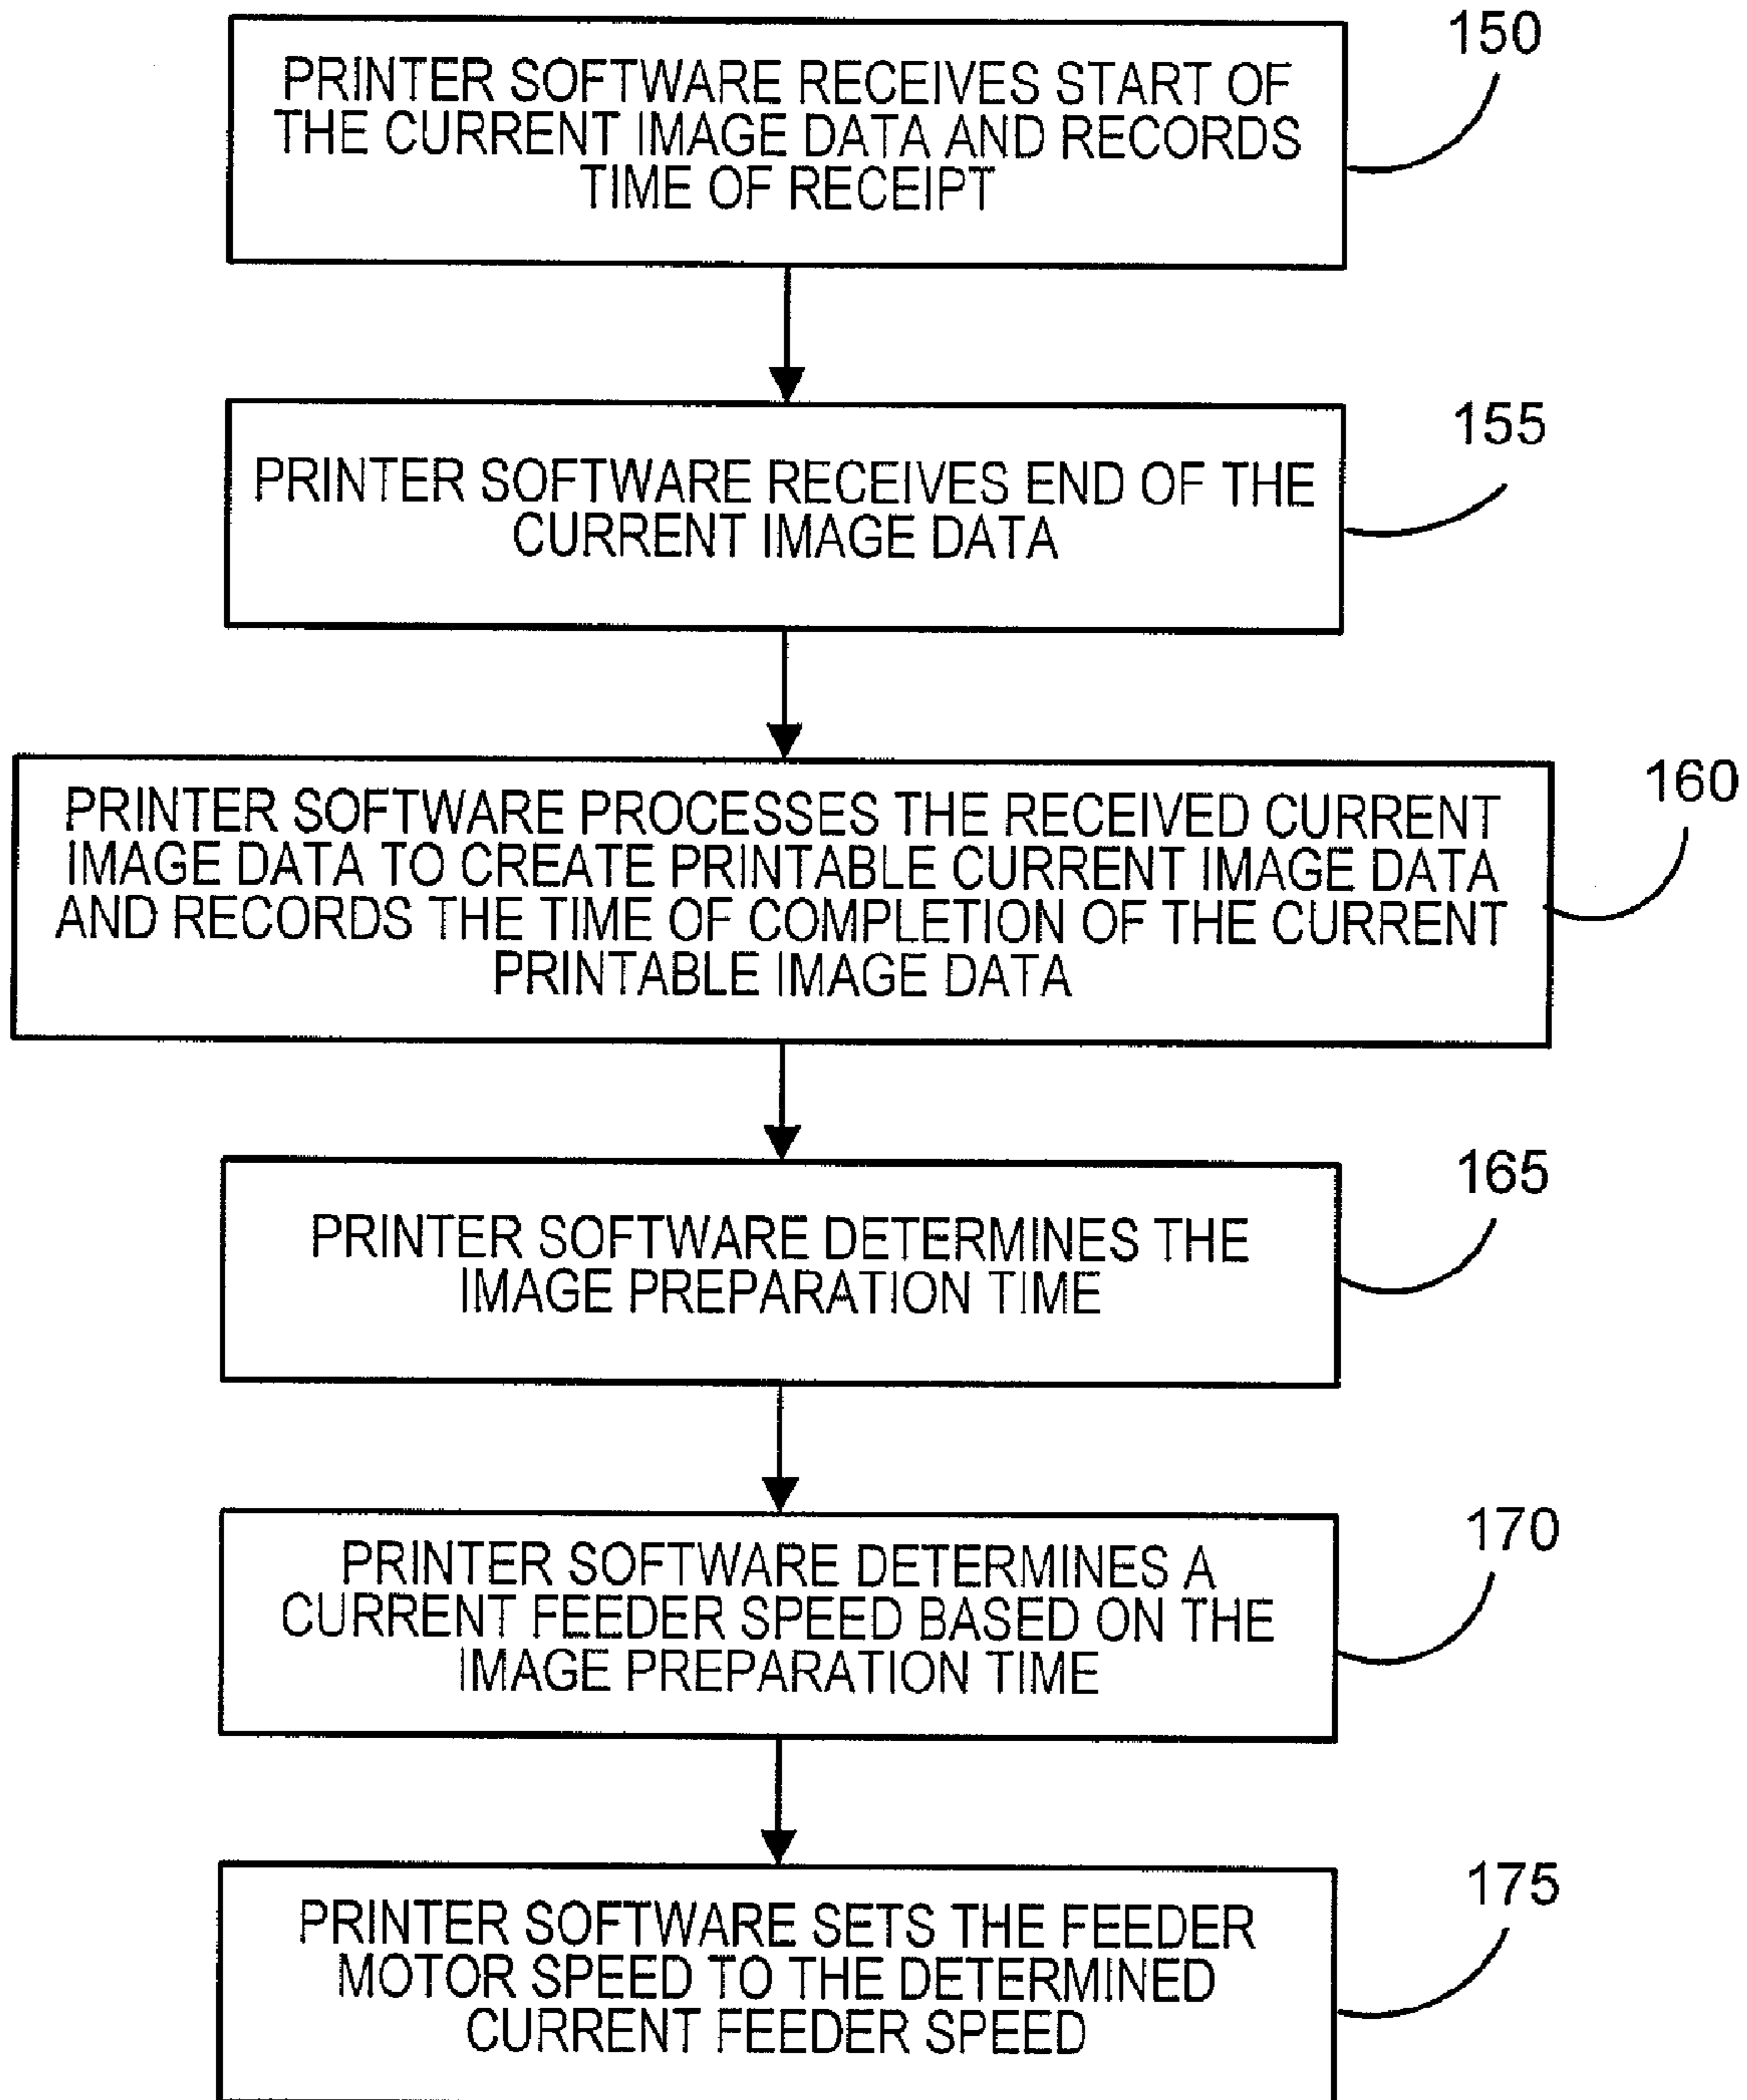 150
PRINTER SOFTWARE RECEIVES START OF
THE CURRENT IMAGE DATA AND RECORDS
TIME OF RECEIPT
155
PRINTER SOFTWARE RECEIVES END OF THE
CURRENT IMAGE DATA
160
PRINTER SOFTWARE PROCESSES THE RECEIVED CURRENT
IMAGE DATA TO CREATE PRINTABLE CURRENT IMAGE DATA
AND RECORDS THE TIME OF COMPLETION OF THE CURRENT
PRINTABLE IMAGE DATA
165
PRINTER SOFTWARE DETERMINES THE
IMAGE PREPARATION TIME
170
PRINTER SOFTWARE DETERMINES A
CURRENT FEEDER SPEED BASED ON THE
IMAGE PREPARATION TIME
175
PRINTER SOFTWARE SETS THE FEEDER
MOTOR SPEED TO THE DETERMINED
CURRENT FEEDER SPEED